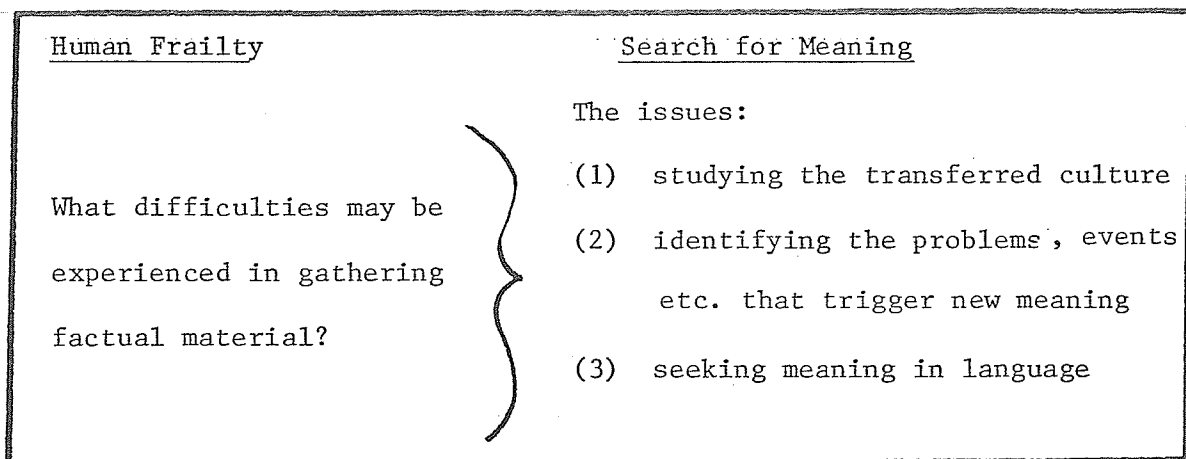 Human Frailty
Search for Meaning
The issues:
(1) studying the transferred culture
What difficulties may be
(2) identifying the problems, events
experienced in gathering
etc. that trigger new meaning
factual material?
(3) seeking meaning in language